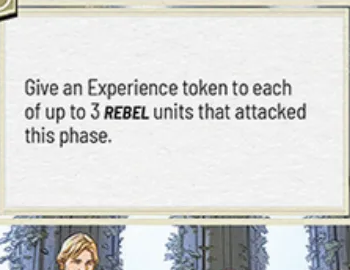 Give an Experience token to each
of up to 3 REBEL units that attacked
this phase.